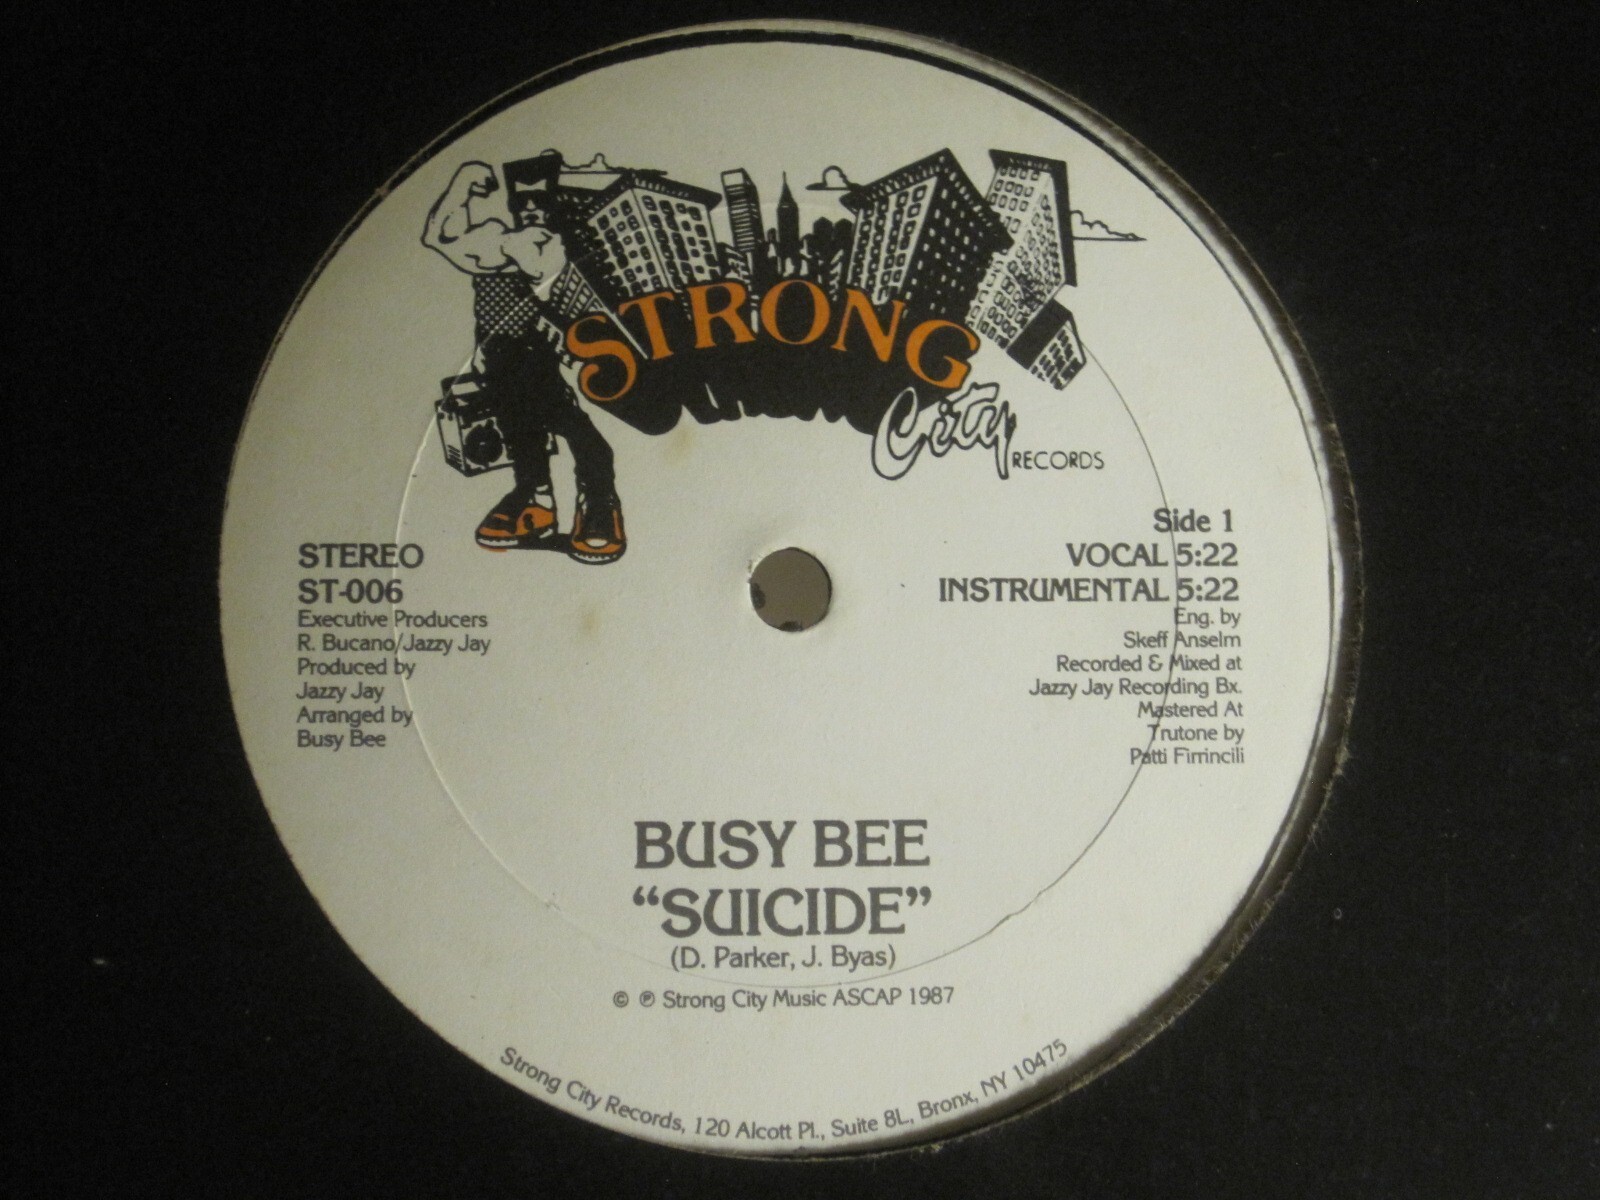 STRONG
City
RECORDS
STEREO
ST-006
Executive Producers
R. Bucano/Jazzy Jay
Produced by
Jazzy Jay
Arranged by
Busy Bee
Side 1
VOCAL 5:22
INSTRUMENTAL 5:22
Eng. by
Skeff Anselm
Recorded & Mixed at
Jazzy Jay Recording Bx.
Mastered At
Trutone by
Patti Firrincili
BUSY BEE
“SUICIDE”
(D. Parker, J. Byas)
© ℗ Strong City Music ASCAP 1987
Strong City Records, 120 Alcott Pl., Suite 8L, Bronx, NY 10475